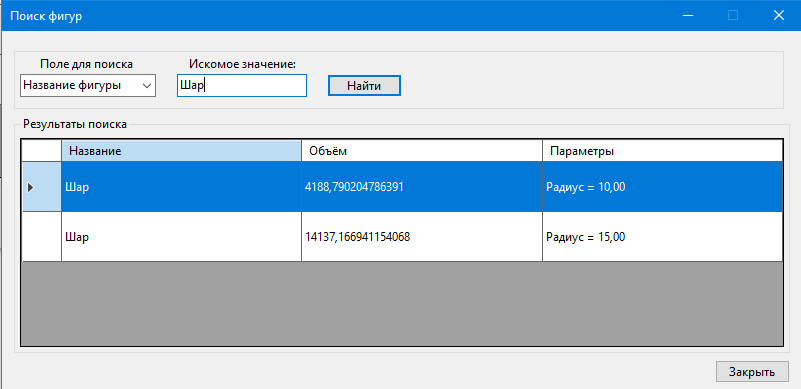 Поиск фигур
Поле для поиска Искомое значение:
Название фигуры Шар Найти
Результаты поиска
Название Объём Параметры
Шар 4188,790204786391 Радиус = 10,00
Шар 14137,166941154068 Радиус = 15,00
Закрыть